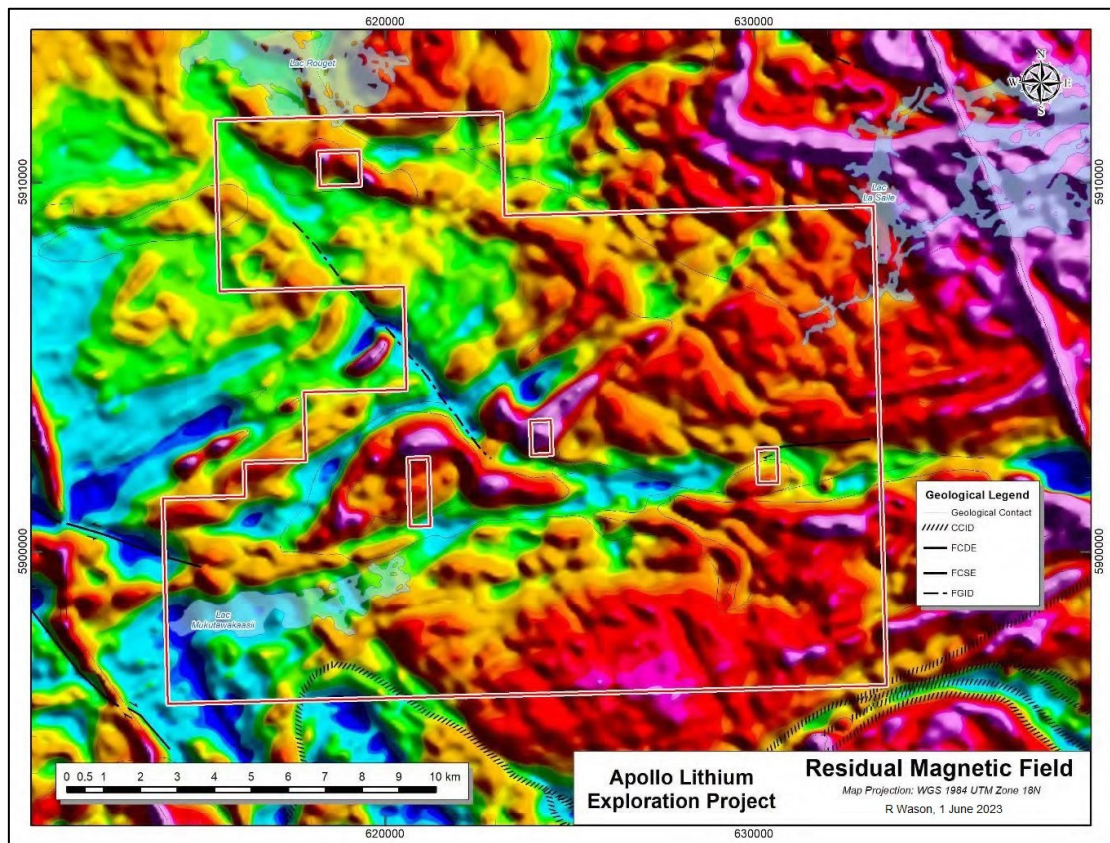 620000
630000
Lac Rouget
N
W
E
S
5910000
5910000
Lac
La Salle
Geological Legend
Geological Contact
CCID
FCDE
FCSE
FGID
5900000
5900000
Lac
Mukutawakaasii
0 0.5 1 2 3 4 5 6 7 8 9 10 km
Apollo Lithium
Exploration Project
Residual Magnetic Field
Map Projection: WGS 1984 UTM Zone 18N
R Wason, 1 June 2023
620000
630000